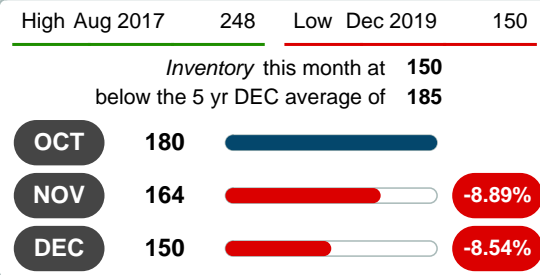 High Aug 2017 248 Low Dec 2019 150
Inventory this month at 150
below the 5 yr DEC average of 185
OCT 180
NOV 164 -8.89%
DEC 150 -8.54%